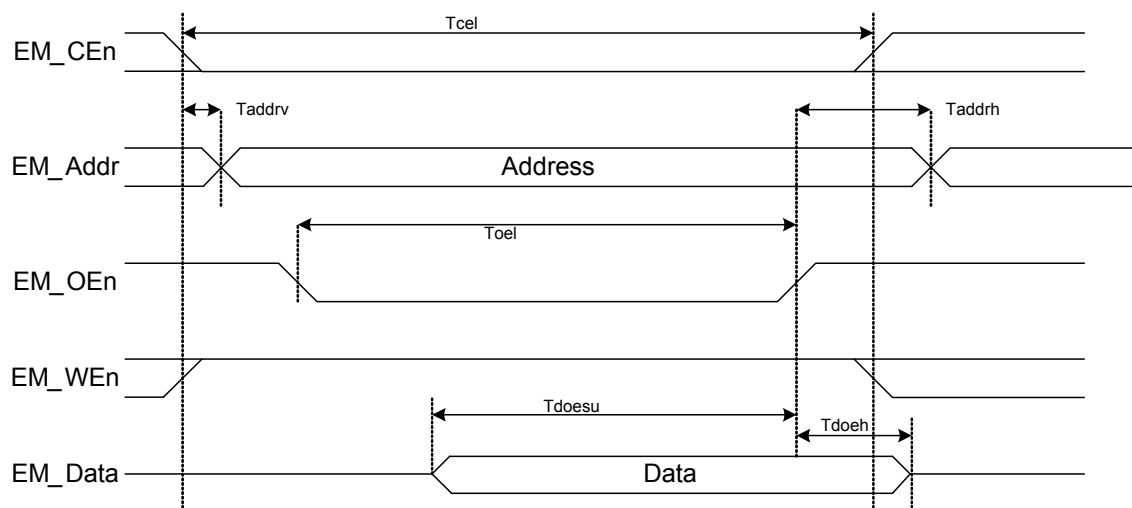 Tcel
EM_CEn
Taddrv
Taddrh
EM_Addr
Address
Toel
EM_OEn
EM_WEn
Tdoesu
Tdoeh
EM_Data
Data